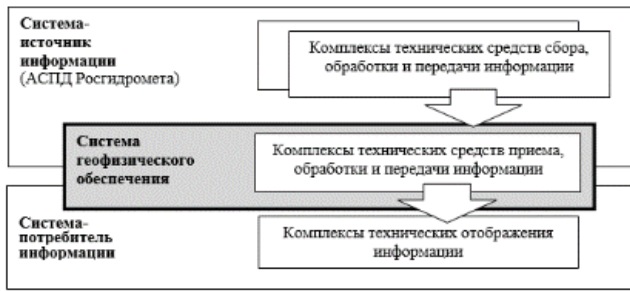 Система-
источник
информации
(АСПД Росгидромета)
Комплексы технических средств сбора,
обработки и передачи информации
Система
геофизического
обеспечения
Комплексы технических средств приема,
обработки и передачи информации
Система-
потребитель
информации
Комплексы технических отображения
информации